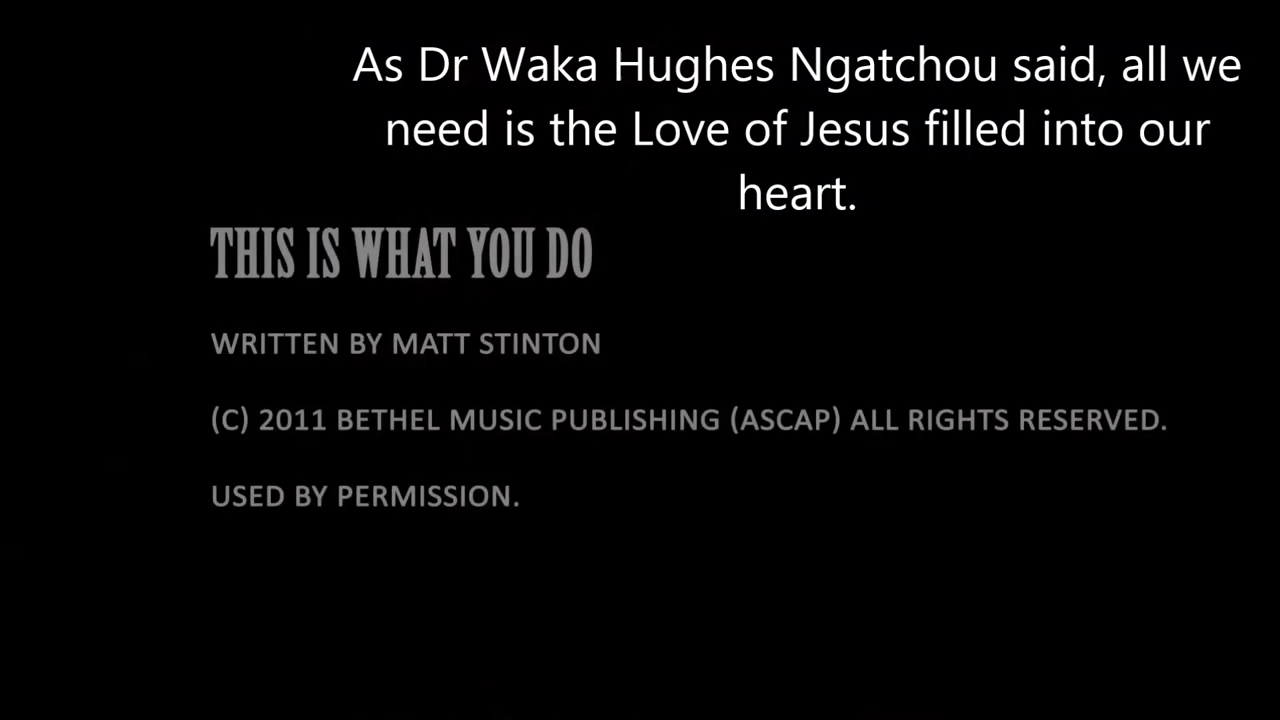 As Dr Waka Hughes Ngatchou said, all we
need is the Love of Jesus filled into our
heart.
THIS IS WHAT YOU DO
WRITTEN BY MATT STINTON
(C) 2011 BETHEL MUSIC PUBLISHING (ASCAP) ALL RIGHTS RESERVED.
USED BY PERMISSION.